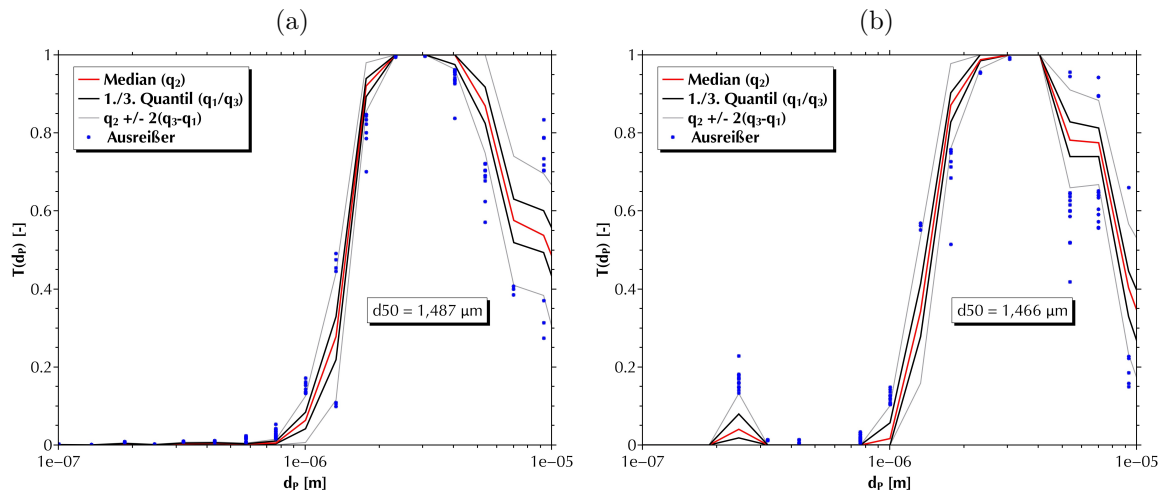 (a)
(b)
Median (q2)
1./3. Quantil (q1/q3)
q2 +/- 2(q3-q1)
Ausreißer
d50 = 1,487 µm
T(dP) [-]
1
0.8
0.6
0.4
0.2
0
1e-07
1e-06
1e-05
dP [m]
Median (q2)
1./3. Quantil (q1/q3)
q2 +/- 2(q3-q1)
Ausreißer
d50 = 1,466 µm
T(dP) [-]
1
0.8
0.6
0.4
0.2
0
1e-07
1e-06
1e-05
dP [m]